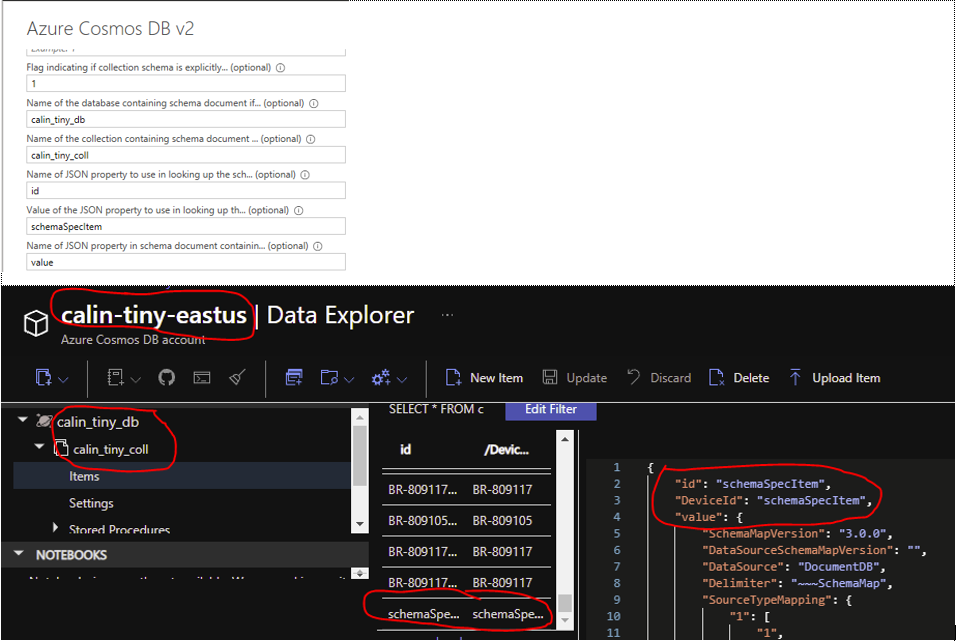 Azure Cosmos DB v2
Flag indicating if collection schema is explicitly... (optional)
1
Name of the database containing schema document if... (optional)
calin_tiny_db
Name of the collection containing schema document ... (optional)
calin_tiny_coll
Name of JSON property to use in looking up the sch... (optional)
id
Value of the JSON property to use in looking up th... (optional)
schemaSpecItem
Name of JSON property in schema document containin... (optional)
value
calin-tiny-eastus | Data Explorer ...
Azure Cosmos DB account
New Item Update Discard Delete Upload Item
calin_tiny_db
calin_tiny_coll
Items
Settings
Stored Procedures
NOTEBOOKS
SELECT * FROM c Edit Filter
id /Devic...
BR-809117... BR-809117
BR-809105... BR-809105
BR-809117... BR-809117
BR-809117... BR-809117
schemaSpe... schemaSpe...
1 {
2 "id": "schemaSpecItem",
3 "DeviceId": "schemaSpecItem",
4 "value": {
5 "SchemaMapVersion": "3.0.0",
6 "DataSourceSchemaMapVersion": "",
7 "DataSource": "DocumentDB",
8 "Delimiter": "~~~SchemaMap",
9 "SourceTypeMapping": {
10 "1": [
11 "1",